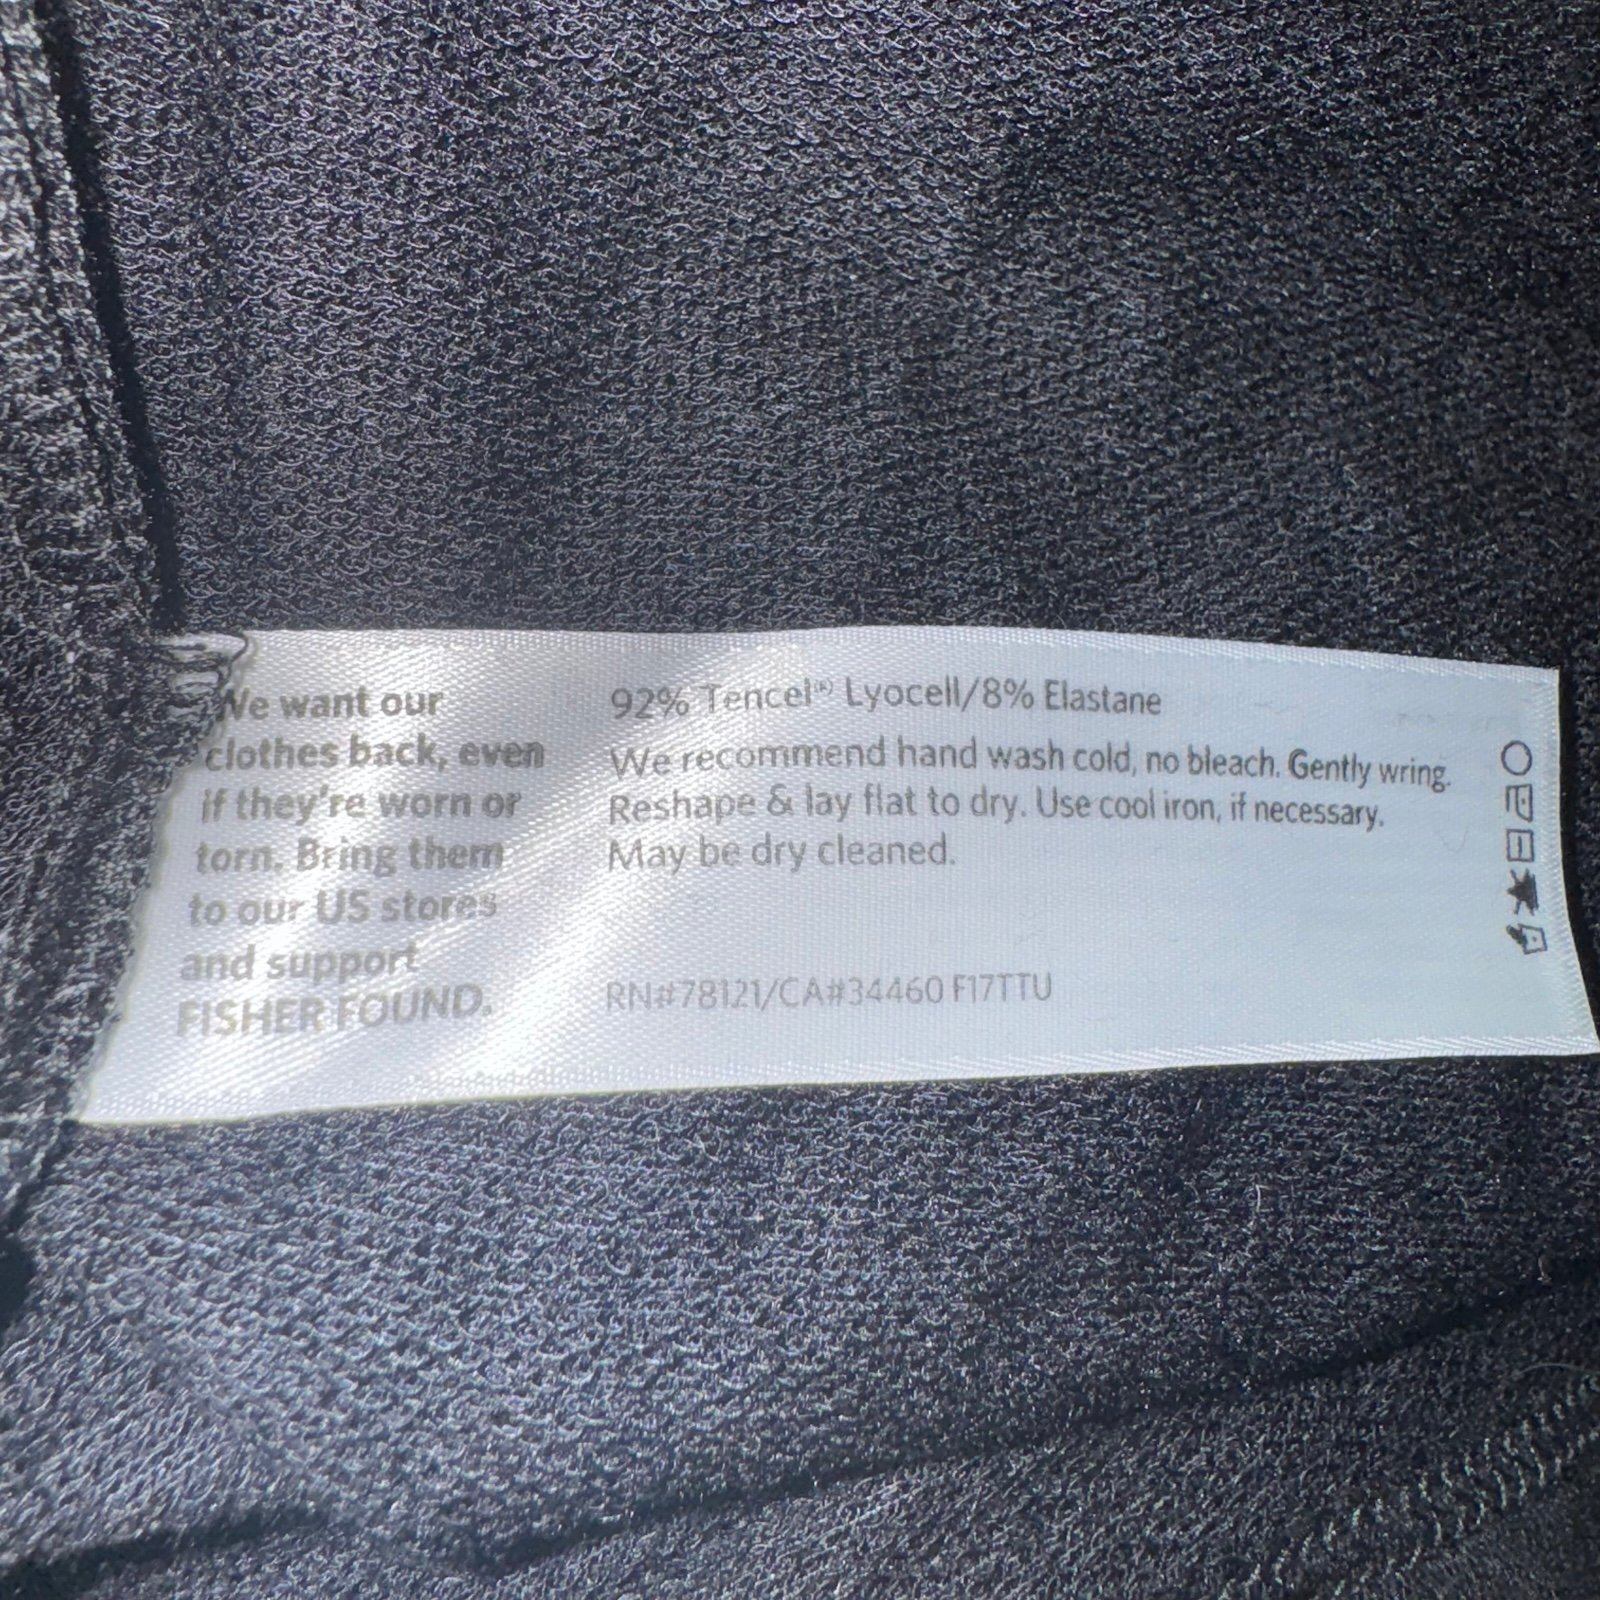 We want our
clothes back, even
if they're worn or
torn. Bring them
to our US stores
and support
FISHER FOUND.
92% Tencel(R) Lyocell/8% Elastane
We recommend hand wash cold, no bleach. Gently wring.
Reshape & lay flat to dry. Use cool iron, if necessary.
May be dry cleaned.
RN#78121/CA#34460 F17TTU